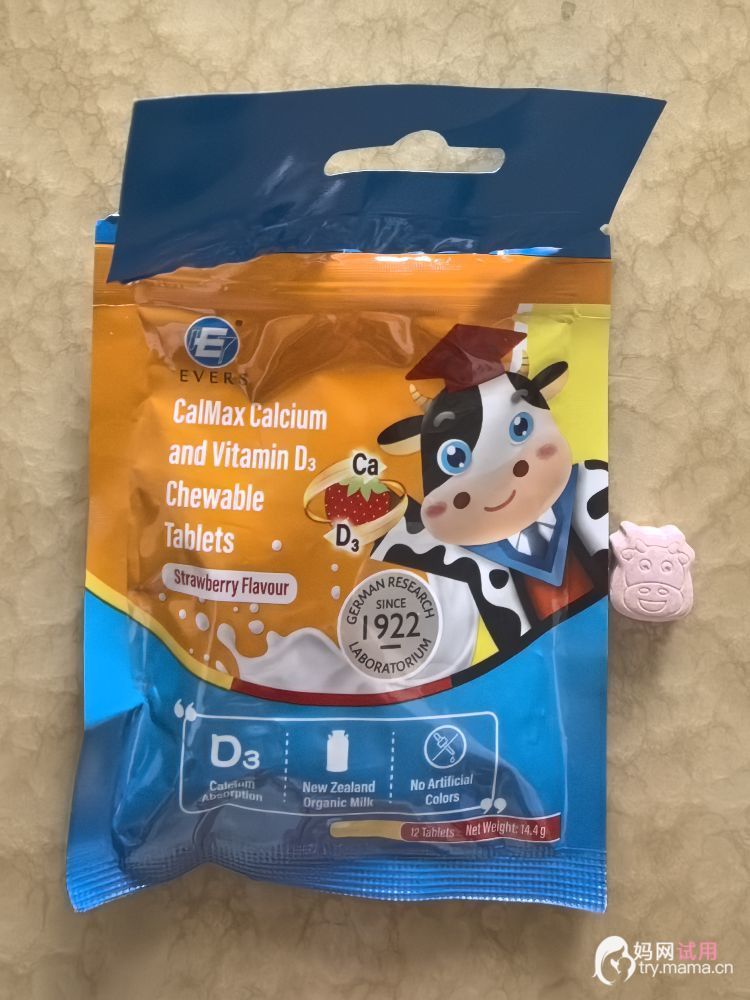 E7
EVERS
CalMax Calcium
and Vitamin D₃
Chewable
Tablets
Strawberry Flavour
Ca
D₃
GERMAN RESEARCH
SINCE
1922
LABORATORIUM
D₃
Calcium
Absorption
New Zealand
Organic Milk
No Artificial
Colors
12 Tablets Net Weight: 14.4 g
妈网试用
try.mama.cn